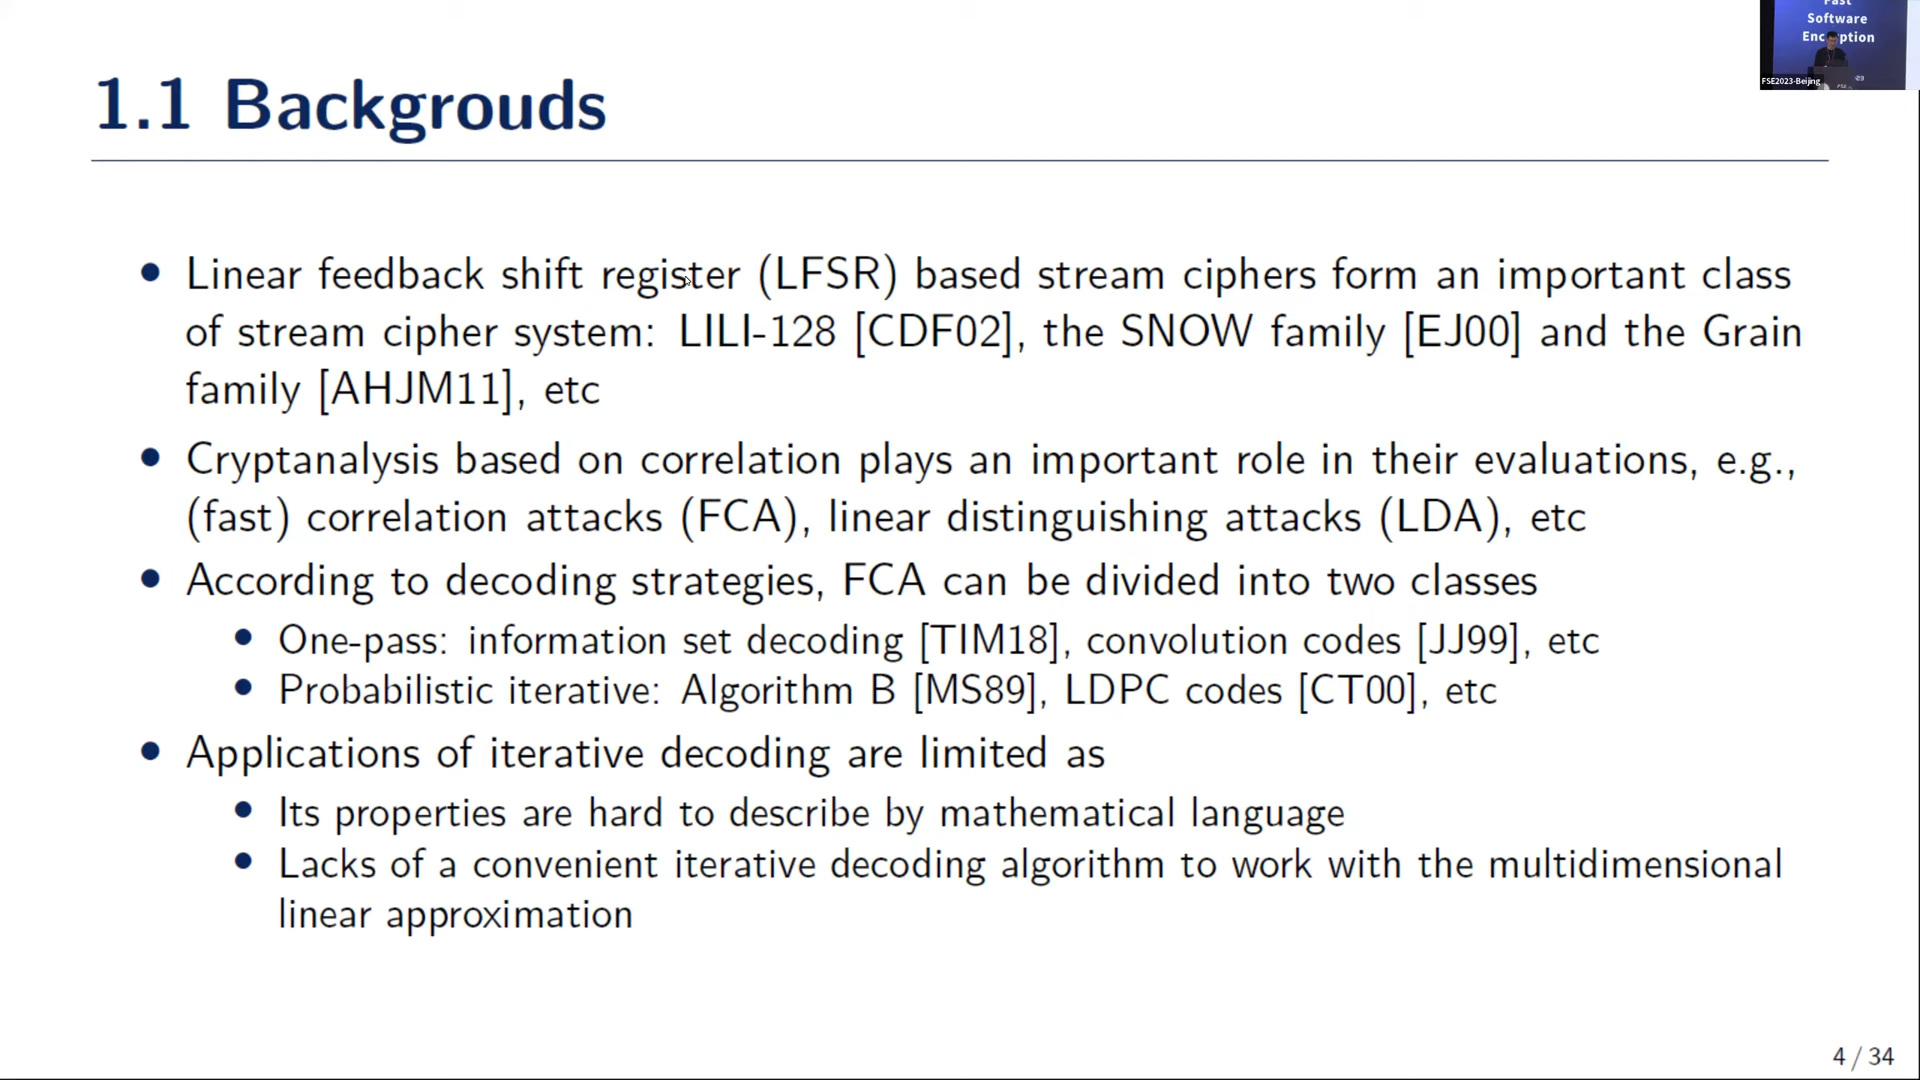 Fast
Software
Encryption
FSE2023-Beijing
1.1 Backgrouds
• Linear feedback shift register (LFSR) based stream ciphers form an important class
of stream cipher system: LILI-128 [CDF02], the SNOW family [EJ00] and the Grain
family [AHJM11], etc
• Cryptanalysis based on correlation plays an important role in their evaluations, e.g.,
(fast) correlation attacks (FCA), linear distinguishing attacks (LDA), etc
• According to decoding strategies, FCA can be divided into two classes
• One-pass: information set decoding [TIM18], convolution codes [JJ99], etc
• Probabilistic iterative: Algorithm B [MS89], LDPC codes [CT00], etc
• Applications of iterative decoding are limited as
• Its properties are hard to describe by mathematical language
• Lacks of a convenient iterative decoding algorithm to work with the multidimensional
linear approximation
4 / 34